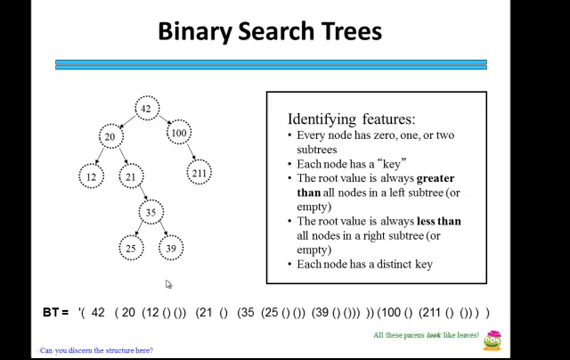 Binary Search Trees
42
20
100
12
21
211
35
25
39
Identifying features:
• Every node has zero, one, or two
subtrees
• Each node has a "key"
• The root value is always greater
than all nodes in a left subtree (or
empty)
• The root value is always less than
all nodes in a right subtree (or
empty)
• Each node has a distinct key
BT = '( 42 ( 20 (12 () ()) (21 () (35 (25 () ()) (39 () ())) )) (100 () (211 () ()) ) )
All these parens look like leaves!
Can you discern the structure here?